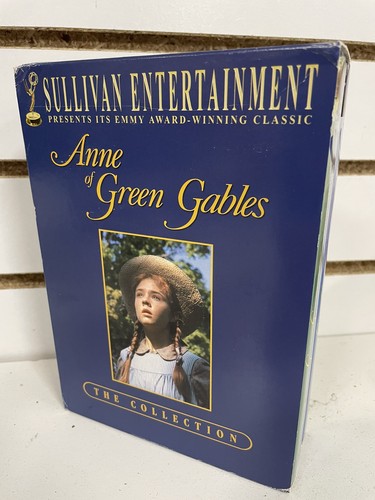 SULLIVAN ENTERTAINMENT
PRESENTS ITS EMMY AWARD-WINNING CLASSIC
Anne
of Green Gables
THE COLLECTION